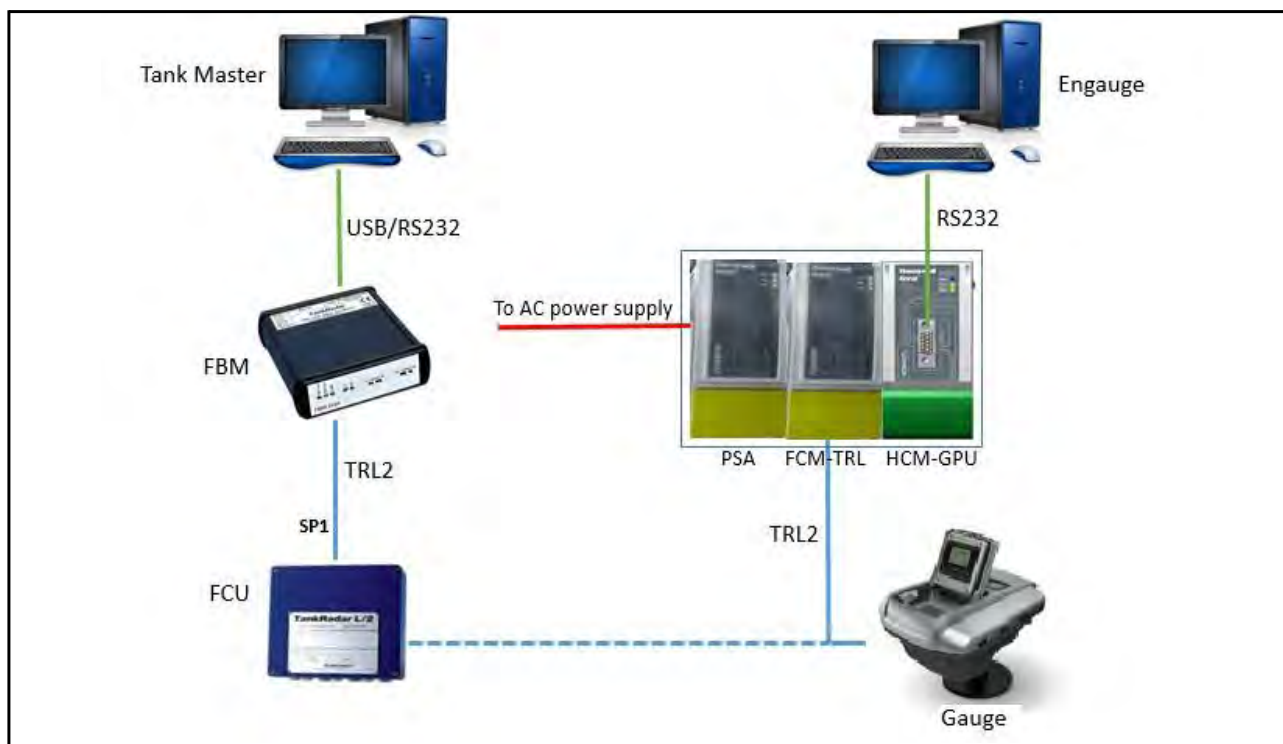 Tank Master
Engauge
USB/RS232
RS232
To AC power supply
FBM
TankRadar
PSA
FCM-TRL
HCM-GPU
TRL2
TRL2
SP1
FCU
TankRadar L/2
Gauge